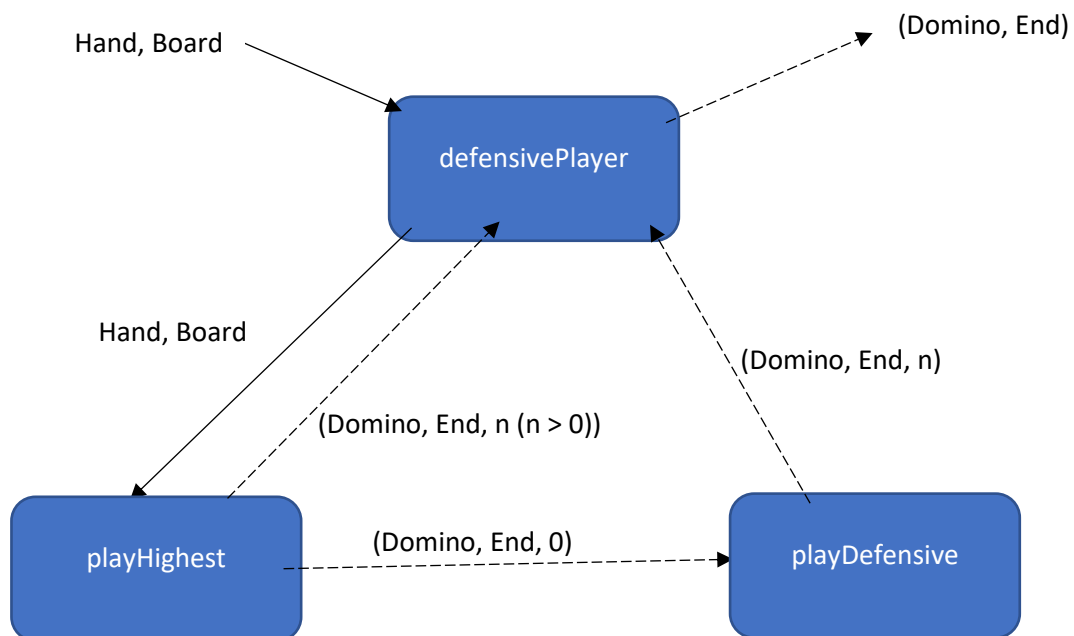 Hand, Board
(Domino, End)
defensivePlayer
Hand, Board
(Domino, End, n)
(Domino, End, n (n > 0))
playHighest
(Domino, End, 0)
playDefensive